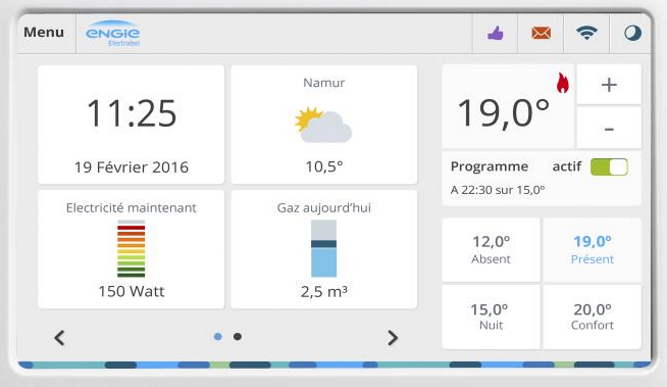 Menu
ENGIE
Electrabel
11:25
19 Février 2016
Namur
10,5°
19,0°
+
-
Programme actif
A 22:30 sur 15,0°
Electricité maintenant
150 Watt
Gaz aujourd'hui
2,5 m³
12,0°
Absent
19,0°
Présent
15,0°
Nuit
20,0°
Confort